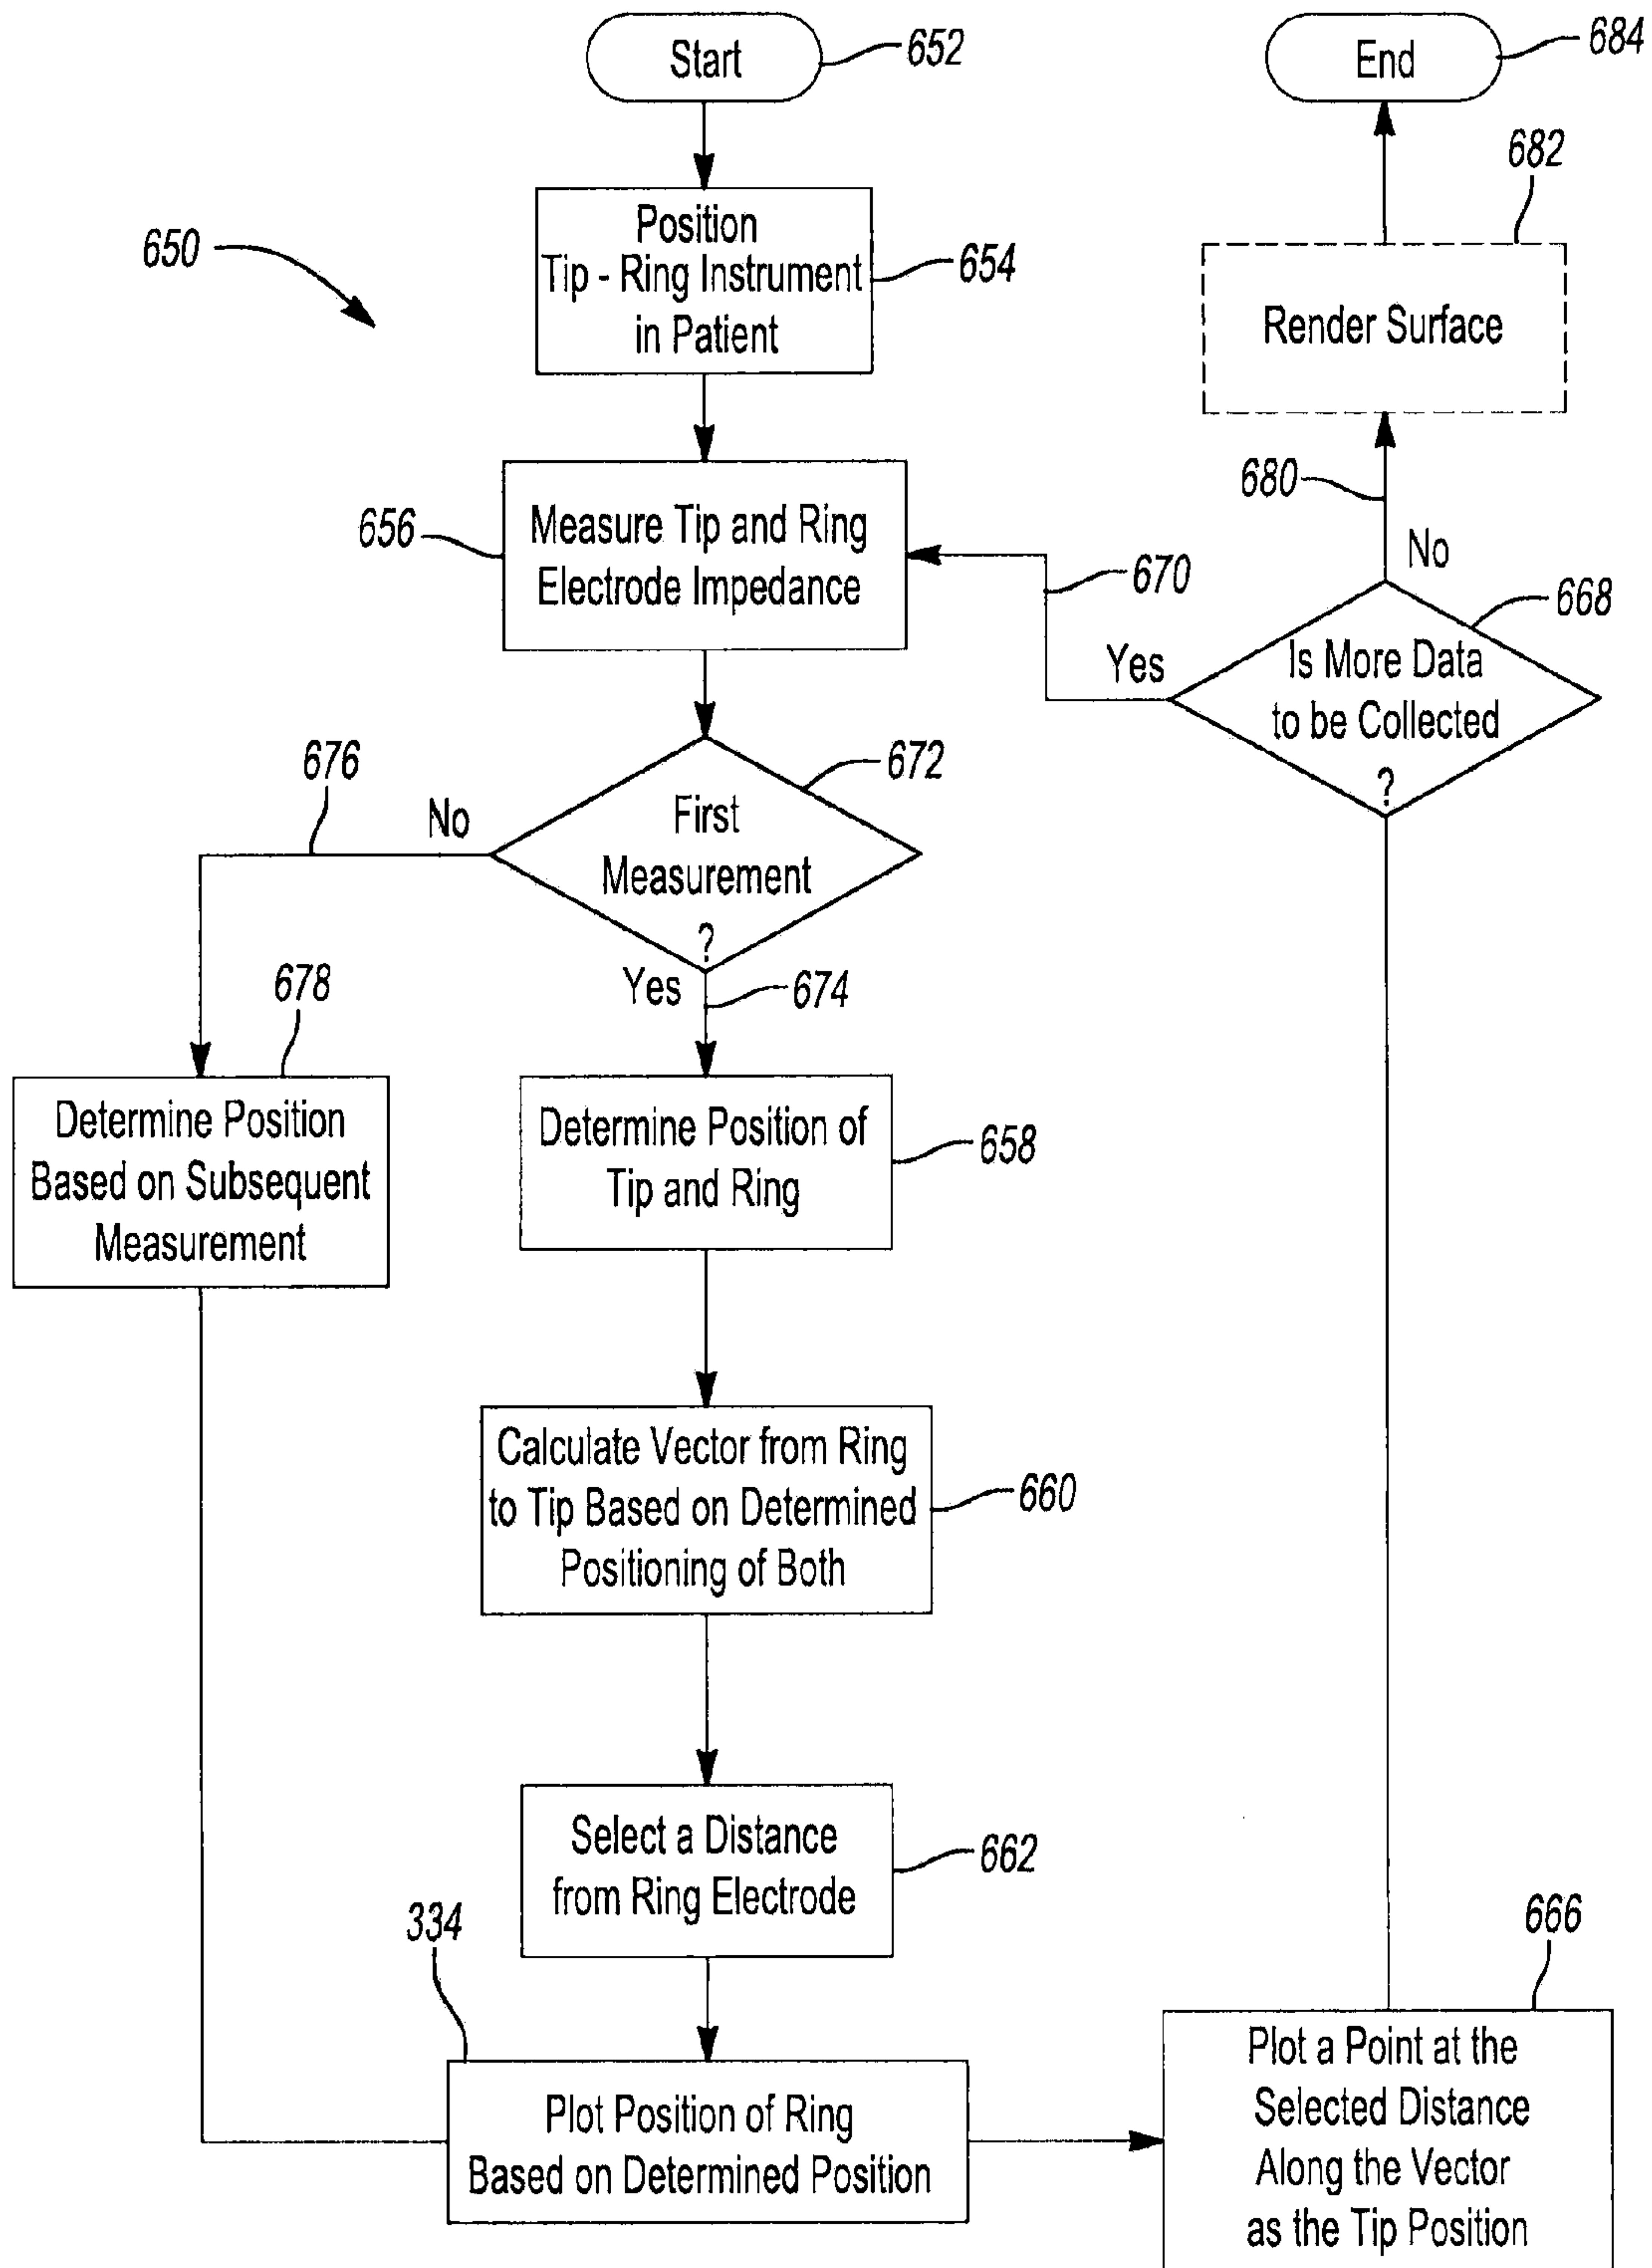 Start
652
End
684
682
Position
Tip - Ring Instrument
in Patient
654
650
Render Surface
680
No
656
Measure Tip and Ring
Electrode Impedance
670
668
Yes
Is More Data
to be Collected
?
676
No
672
First
Measurement
?
Yes
674
678
Determine Position
Based on Subsequent
Measurement
Determine Position of
Tip and Ring
658
Calculate Vector from Ring
to Tip Based on Determined
Positioning of Both
660
Select a Distance
from Ring Electrode
662
334
Plot Position of Ring
Based on Determined Position
666
Plot a Point at the
Selected Distance
Along the Vector
as the Tip Position